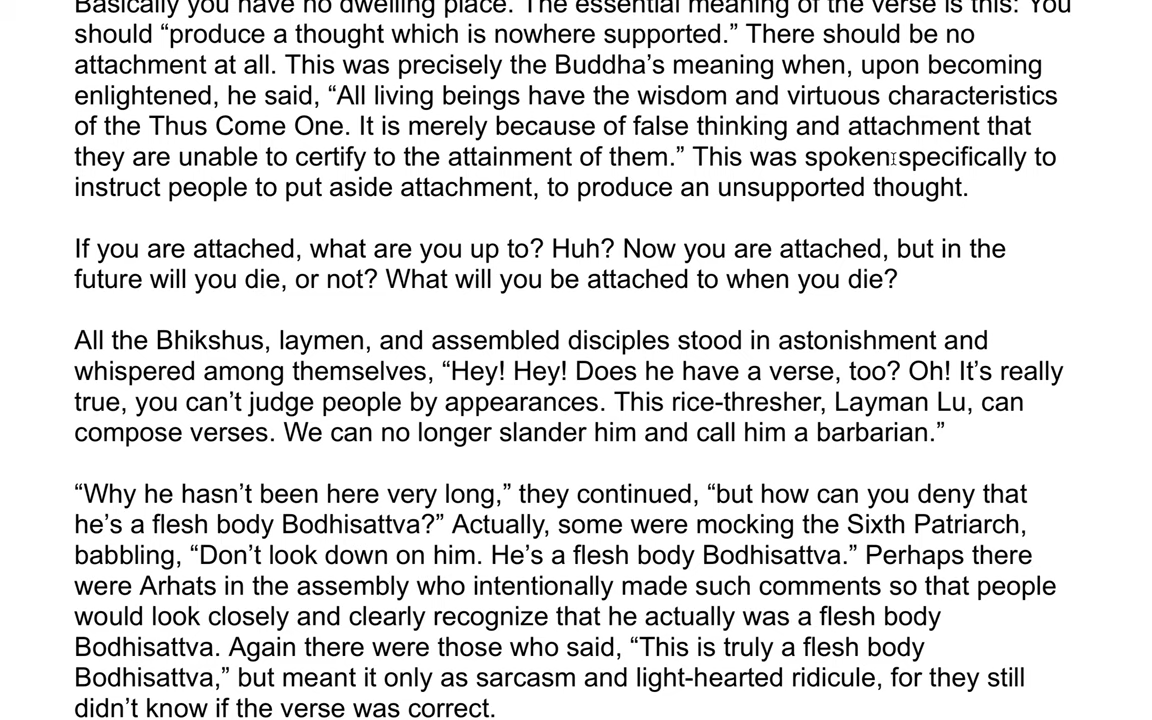 Basically you have no dwelling place. The essential meaning of the verse is this: You
should “produce a thought which is nowhere supported.” There should be no
attachment at all. This was precisely the Buddha’s meaning when, upon becoming
enlightened, he said, “All living beings have the wisdom and virtuous characteristics
of the Thus Come One. It is merely because of false thinking and attachment that
they are unable to certify to the attainment of them.” This was spoken specifically to
instruct people to put aside attachment, to produce an unsupported thought.
If you are attached, what are you up to? Huh? Now you are attached, but in the
future will you die, or not? What will you be attached to when you die?
All the Bhikshus, laymen, and assembled disciples stood in astonishment and
whispered among themselves, “Hey! Hey! Does he have a verse, too? Oh! It’s really
true, you can’t judge people by appearances. This rice-thresher, Layman Lu, can
compose verses. We can no longer slander him and call him a barbarian.”
“Why he hasn’t been here very long,” they continued, “but how can you deny that
he’s a flesh body Bodhisattva?” Actually, some were mocking the Sixth Patriarch,
babbling, “Don’t look down on him. He’s a flesh body Bodhisattva.” Perhaps there
were Arhats in the assembly who intentionally made such comments so that people
would look closely and clearly recognize that he actually was a flesh body
Bodhisattva. Again there were those who said, “This is truly a flesh body
Bodhisattva,” but meant it only as sarcasm and light-hearted ridicule, for they still
didn’t know if the verse was correct.